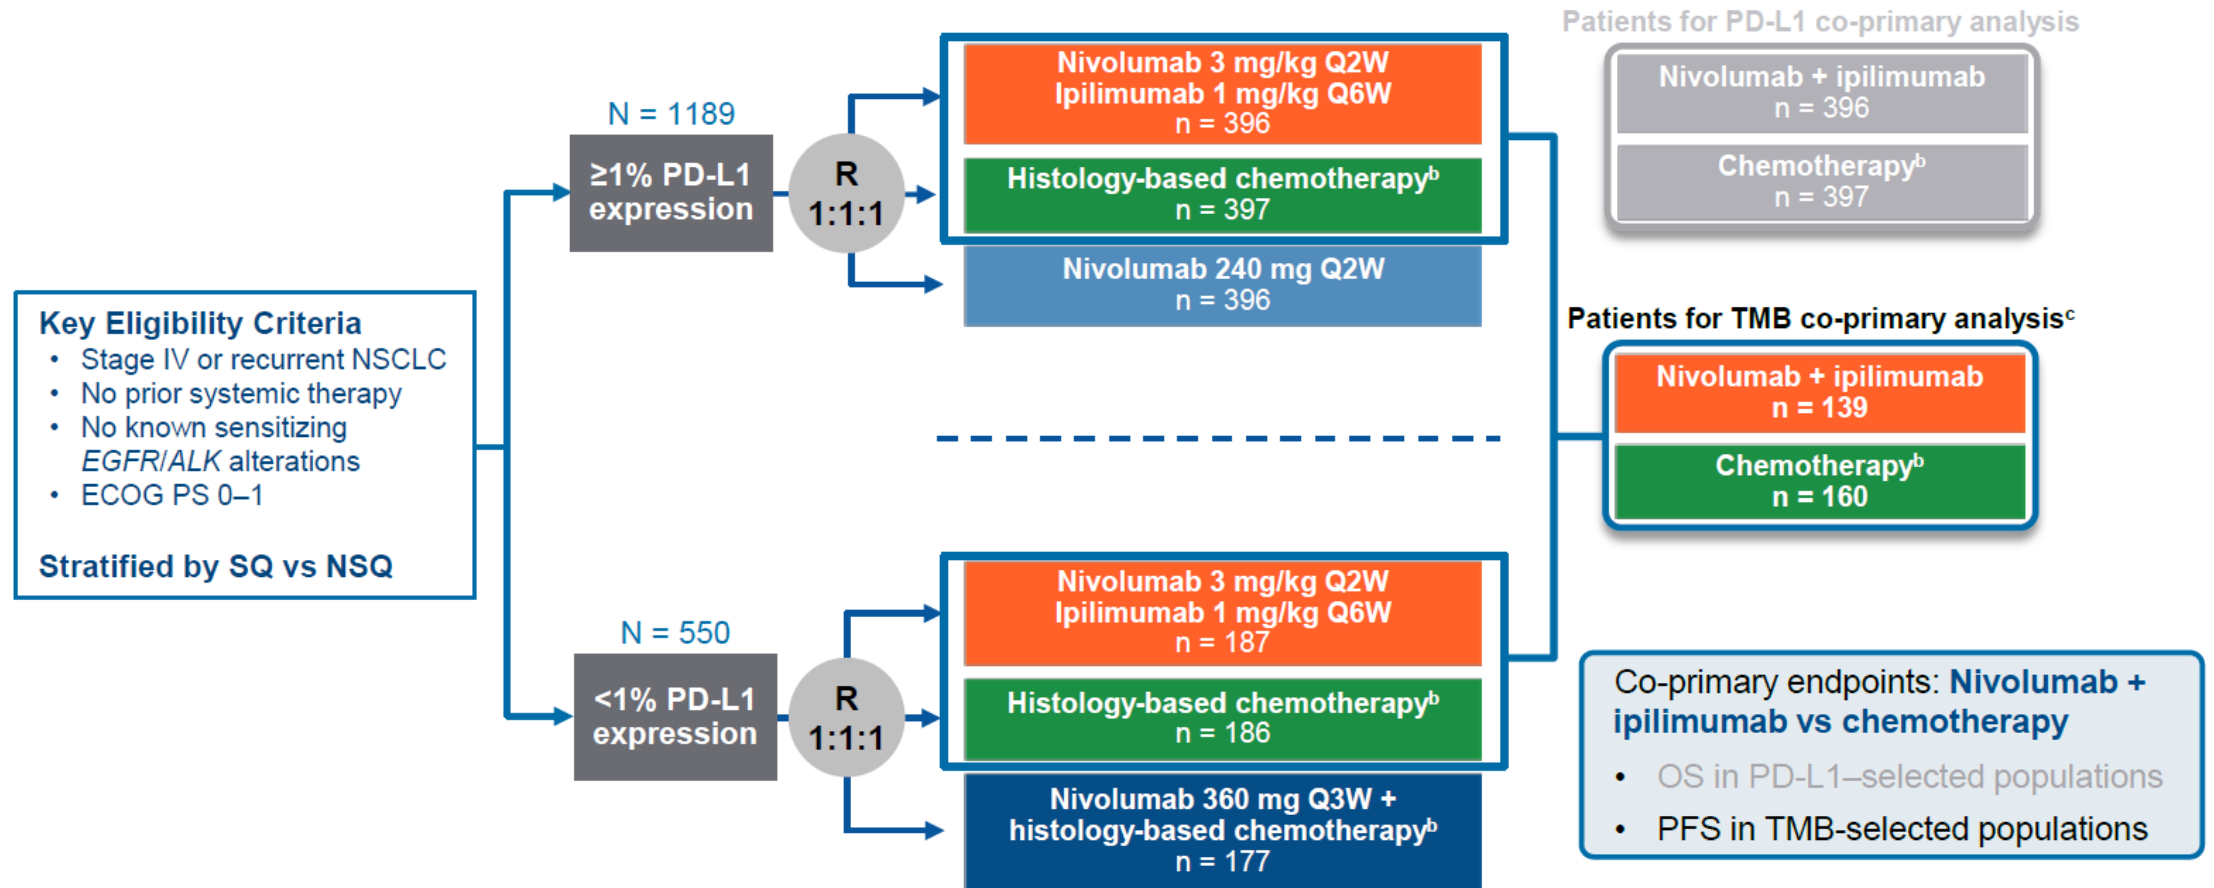 Key Eligibility Criteria
• Stage IV or recurrent NSCLC
• No prior systemic therapy
• No known sensitizing
EGFR/ALK alterations
• ECOG PS 0–1
Stratified by SQ vs NSQ
N = 1189
≥1% PD-L1
expression
R
1:1:1
Nivolumab 3 mg/kg Q2W
Ipilimumab 1 mg/kg Q6W
n = 396
Histology-based chemotherapyᵇ
n = 397
Nivolumab 240 mg Q2W
n = 396
N = 550
<1% PD-L1
expression
R
1:1:1
Nivolumab 3 mg/kg Q2W
Ipilimumab 1 mg/kg Q6W
n = 187
Histology-based chemotherapyᵇ
n = 186
Nivolumab 360 mg Q3W +
histology-based chemotherapyᵇ
n = 177
Patients for PD-L1 co-primary analysis
Nivolumab + ipilimumab
n = 396
Chemotherapyᵇ
n = 397
Patients for TMB co-primary analysisᶜ
Nivolumab + ipilimumab
n = 139
Chemotherapyᵇ
n = 160
Co-primary endpoints: Nivolumab +
ipilimumab vs chemotherapy
• OS in PD-L1–selected populations
• PFS in TMB-selected populations